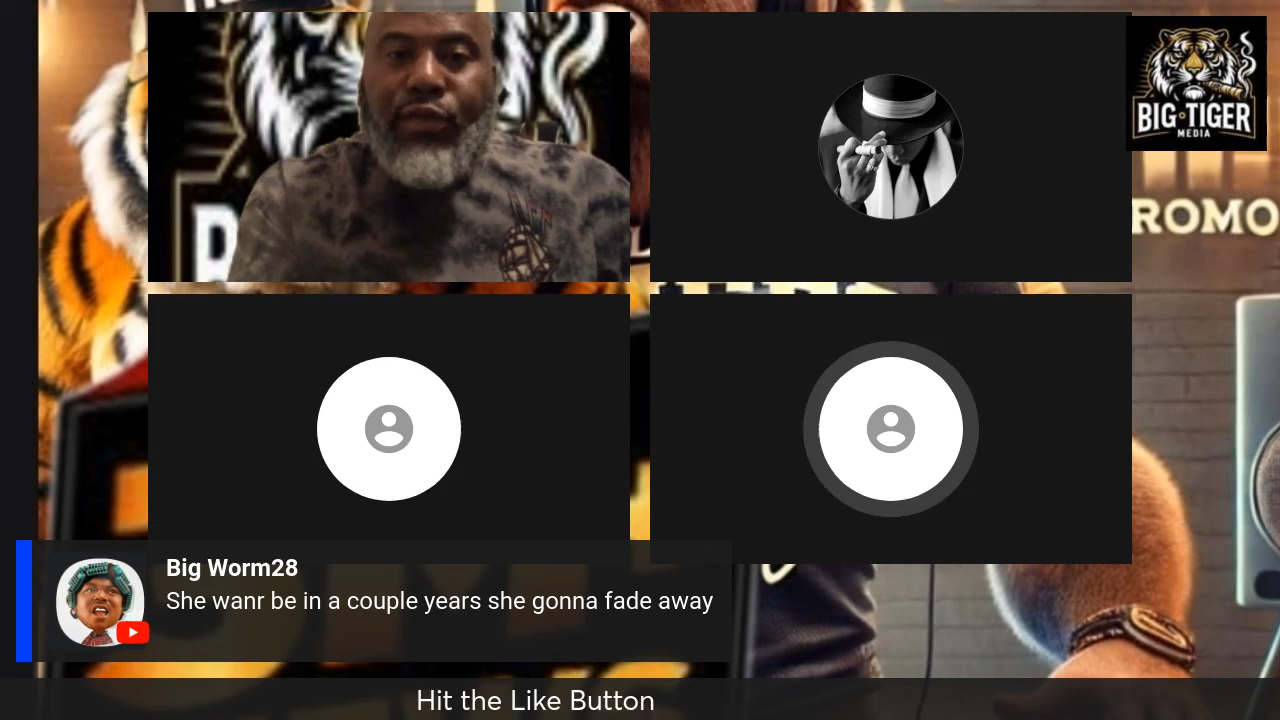 BIG•TIGER
MEDIA
ROMO
Big Worm28
She wanr be in a couple years she gonna fade away
Hit the Like Button